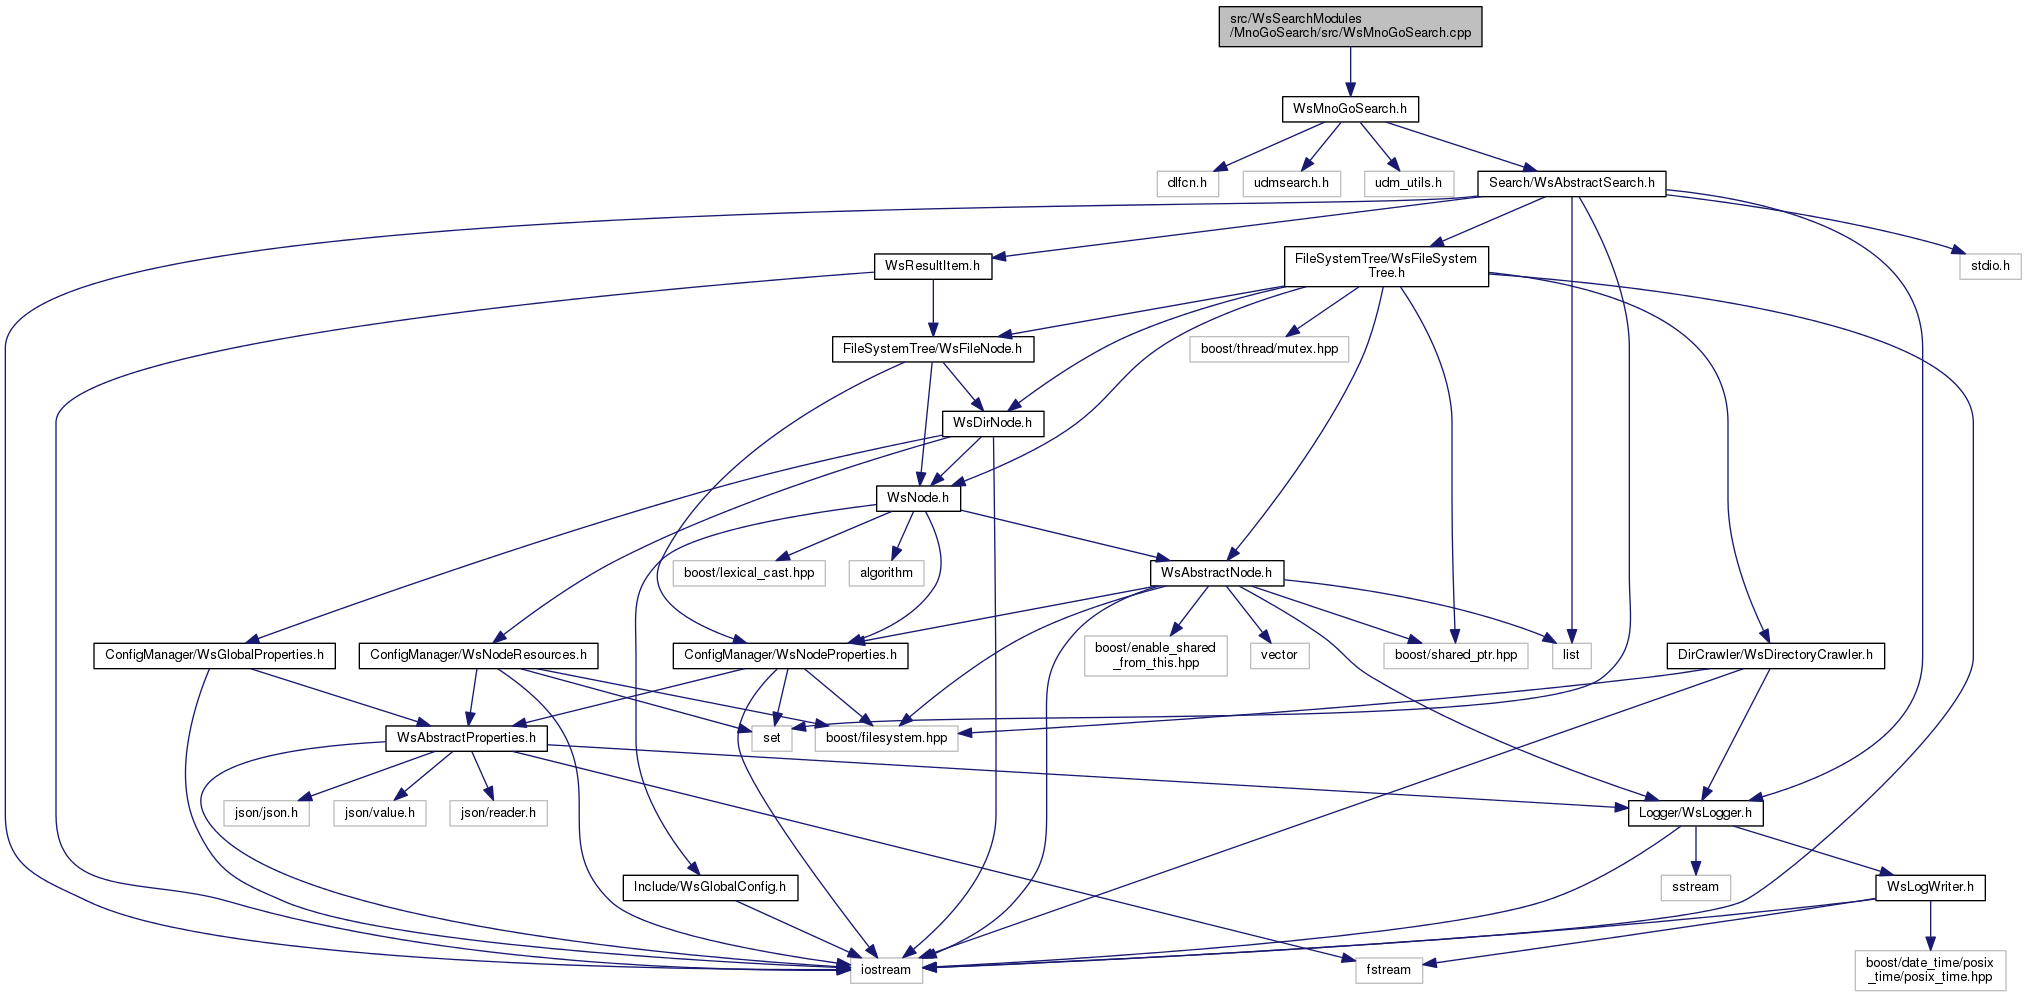 src/WsSearchModules
/MnoGoSearch/src/WsMnoGoSearch.cpp
WsMnoGoSearch.h
dlfcn.h
udmsearch.h
udm_utils.h
Search/WsAbstractSearch.h
WsResultItem.h
FileSystemTree/WsFileSystem
Tree.h
stdio.h
FileSystemTree/WsFileNode.h
boost/thread/mutex.hpp
WsDirNode.h
WsNode.h
boost/lexical_cast.hpp
algorithm
WsAbstractNode.h
ConfigManager/WsGlobalProperties.h
ConfigManager/WsNodeResources.h
ConfigManager/WsNodeProperties.h
boost/enable_shared
_from_this.hpp
vector
boost/shared_ptr.hpp
list
DirCrawler/WsDirectoryCrawler.h
WsAbstractProperties.h
set
boost/filesystem.hpp
json/json.h
json/value.h
json/reader.h
Logger/WsLogger.h
Include/WsGlobalConfig.h
sstream
WsLogWriter.h
iostream
fstream
boost/date_time/posix
_time/posix_time.hpp